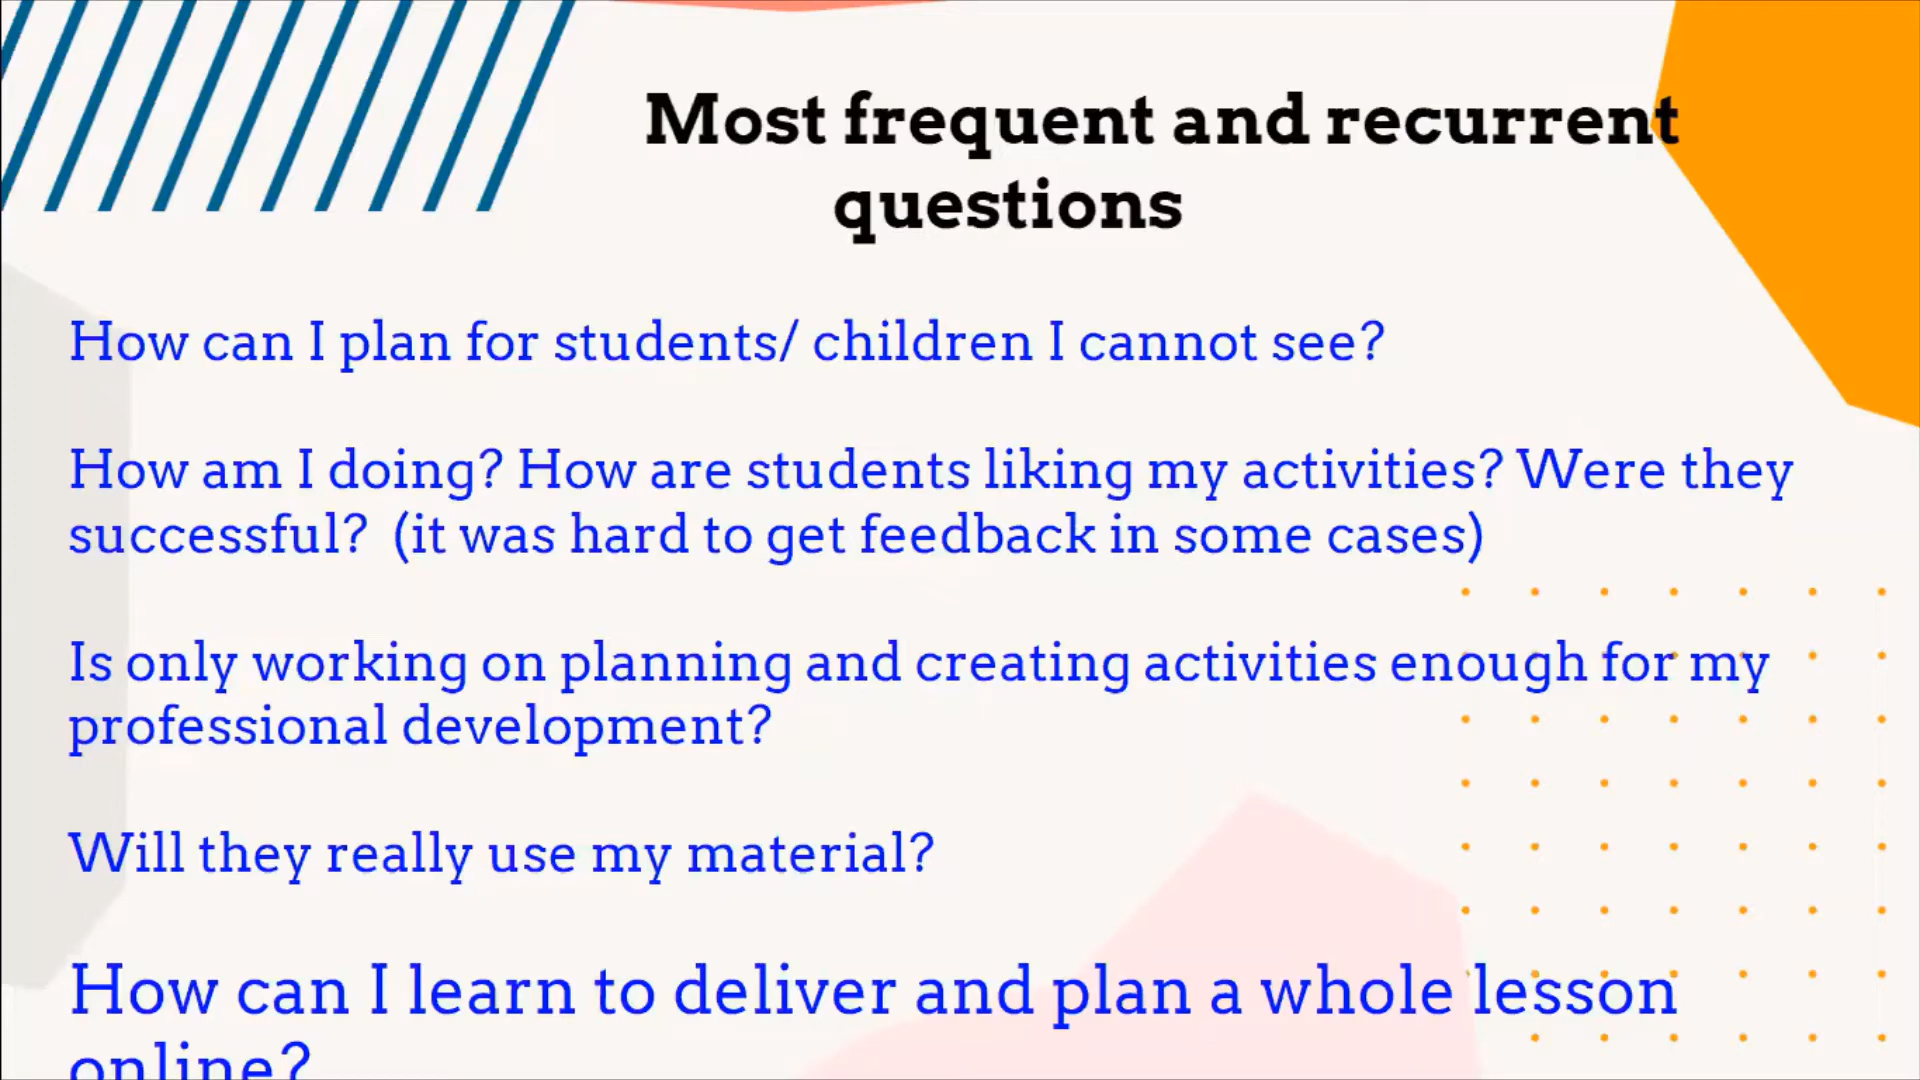 Most frequent and recurrent
questions
How can I plan for students/ children I cannot see?
How am I doing? How are students liking my activities? Were they
successful?  (it was hard to get feedback in some cases)
Is only working on planning and creating activities enough for my
professional development?
Will they really use my material?
How can I learn to deliver and plan a whole lesson
online?